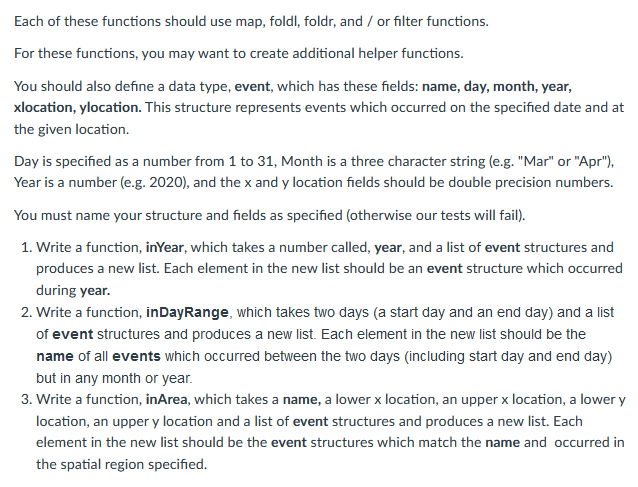 Each of these functions should use map, foldl, foldr, and / or filter functions.
For these functions, you may want to create additional helper functions.
You should also define a data type, event, which has these fields: name, day, month, year,
xlocation, ylocation. This structure represents events which occurred on the specified date and at
the given location.
Day is specified as a number from 1 to 31, Month is a three character string (e.g. "Mar" or "Apr"),
Year is a number (e.g. 2020), and the x and y location fields should be double precision numbers.
You must name your structure and fields as specified (otherwise our tests will fail).
1. Write a function, inYear, which takes a number called, year, and a list of event structures and
produces a new list. Each element in the new list should be an event structure which occurred
during year.
2. Write a function, inDayRange, which takes two days (a start day and an end day) and a list
of event structures and produces a new list. Each element in the new list should be the
name of all events which occurred between the two days (including start day and end day)
but in any month or year.
3. Write a function, inArea, which takes a name, a lower x location, an upper x location, a lower y
location, an upper y location and a list of event structures and produces a new list. Each
element in the new list should be the event structures which match the name and occurred in
the spatial region specified.